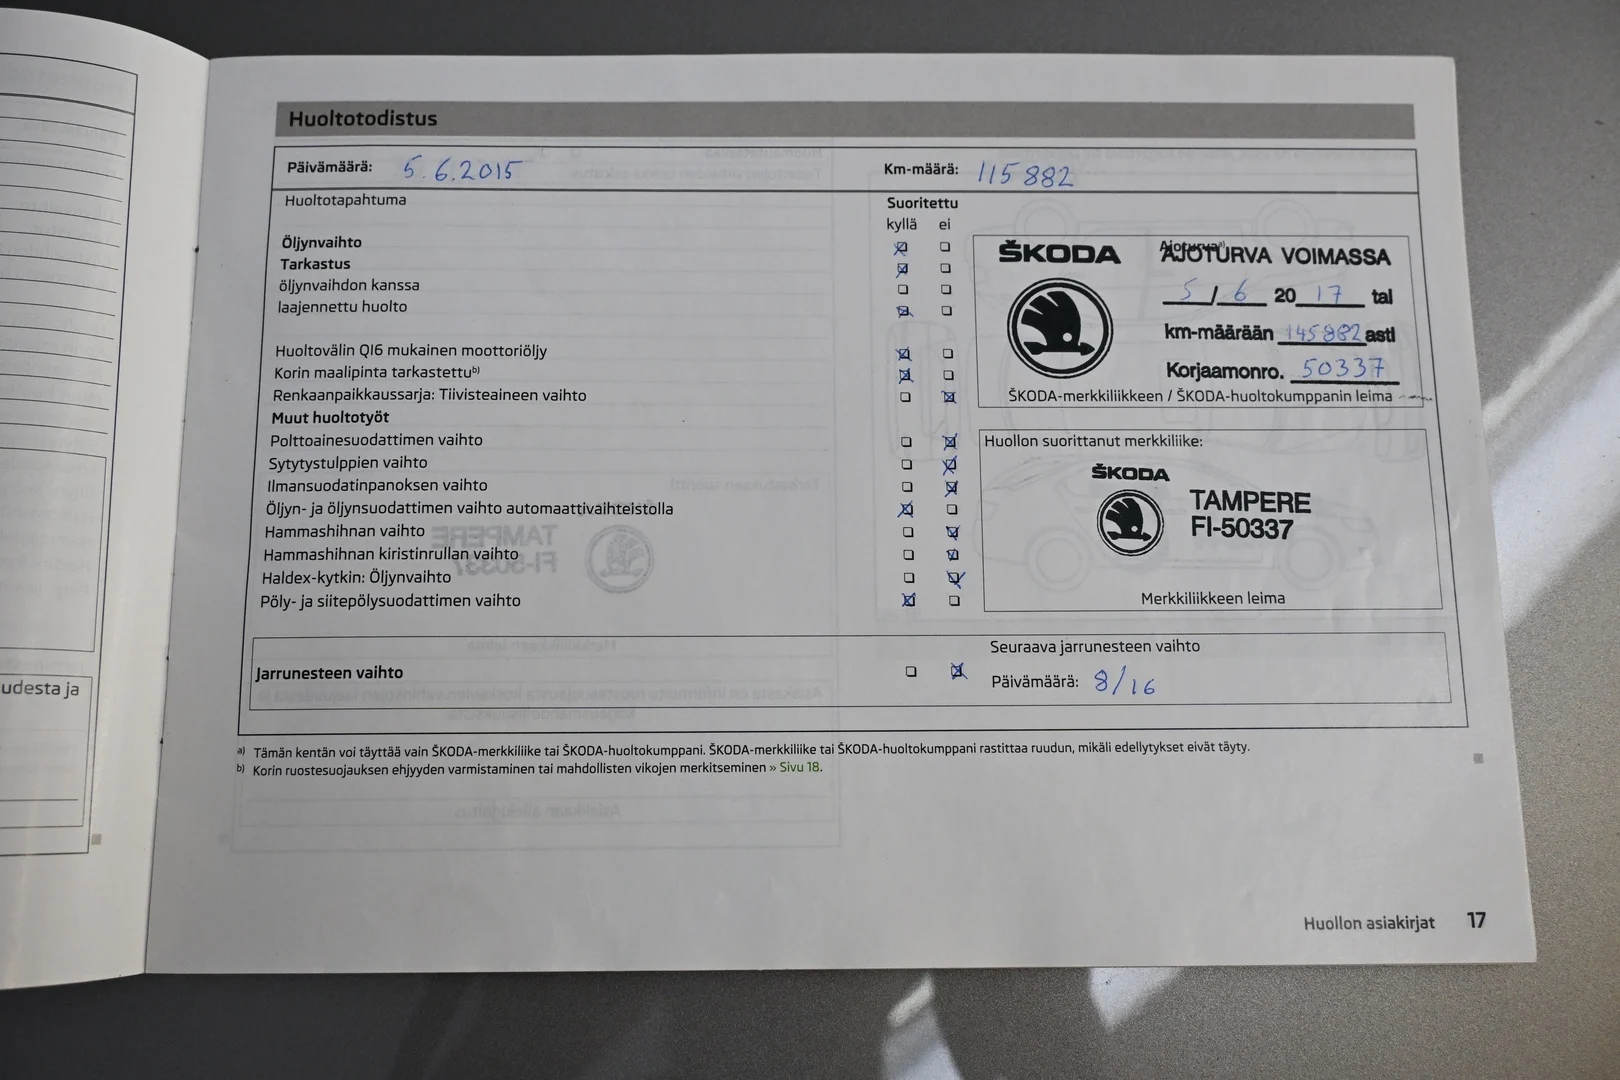 Huoltotodistus
Päivämäärä: 5.6.2015 Km-määrä: 115 882
Huoltotapahtuma Suoritettu
kyllä ei
Öljynvaihto
Tarkastus
öljynvaihdon kanssa
laajennettu huolto
Huoltovälin QI6 mukainen moottoriöljy
Korin maalipinta tarkastettu b)
Renkaanpaikkaussarja: Tiivisteaineen vaihto
Muut huoltotyöt
Polttoainesuodattimen vaihto
Sytytystulppien vaihto
Ilmansuodatinpanoksen vaihto
Öljyn- ja öljynsuodattimen vaihto automaattivaihteistolla
Hammashihnan vaihto
Hammashihnan kiristinrullan vaihto
Haldex-kytkin: Öljynvaihto
Pöly- ja siitepölysuodattimen vaihto
ŠKODA
Ajoturva a)
AJOTURVA VOIMASSA
5 / 6 20 17 tai
km-määrään 145882 asti
Korjaamonro. 50337
ŠKODA-merkkiliikkeen / ŠKODA-huoltokumppanin leima
Huollon suorittanut merkkiliike:
ŠKODA
TAMPERE
FI-50337
Merkkiliikkeen leima
Jarrunesteen vaihto
Seuraava jarrunesteen vaihto
Päivämäärä: 8/16
a) Tämän kentän voi täyttää vain ŠKODA-merkkiliike tai ŠKODA-huoltokumppani. ŠKODA-merkkiliike tai ŠKODA-huoltokumppani rastittaa ruudun, mikäli edellytykset eivät täyty.
b) Korin ruostesuojauksen ehjyyden varmistaminen tai mahdollisten vikojen merkitseminen » Sivu 18.
Huollon asiakirjat 17
udesta ja